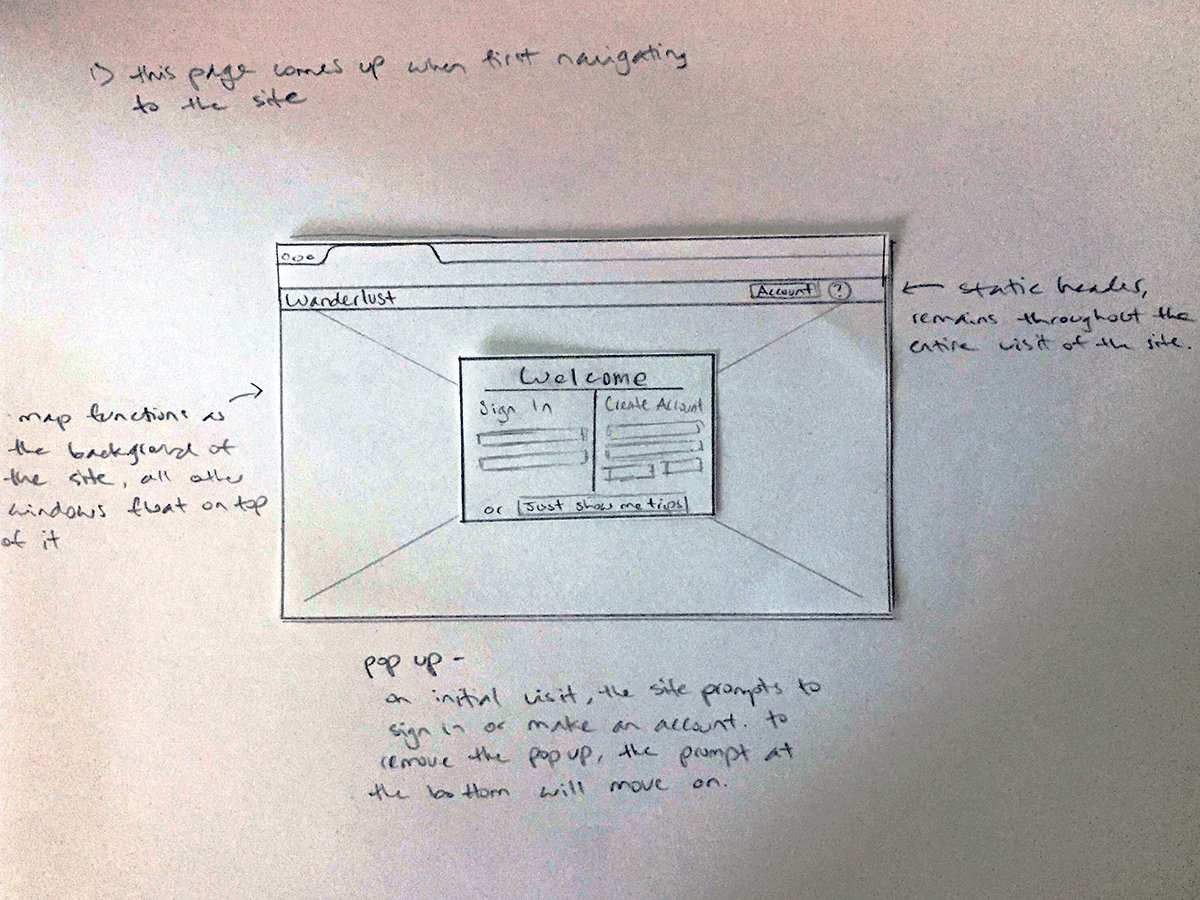 1) this page comes up when first navigating
to the site
Wanderlust
Account
?
← static header,
remains throughout the
entire visit of the site.
Welcome
Sign In
Create Account
or Just show me trips
map functions as
the background of
the site, all other
windows float on top
of it
pop up -
on initial visit, the site prompts to
sign in or make an account. to
remove the popup, the prompt at
the bottom will move on.